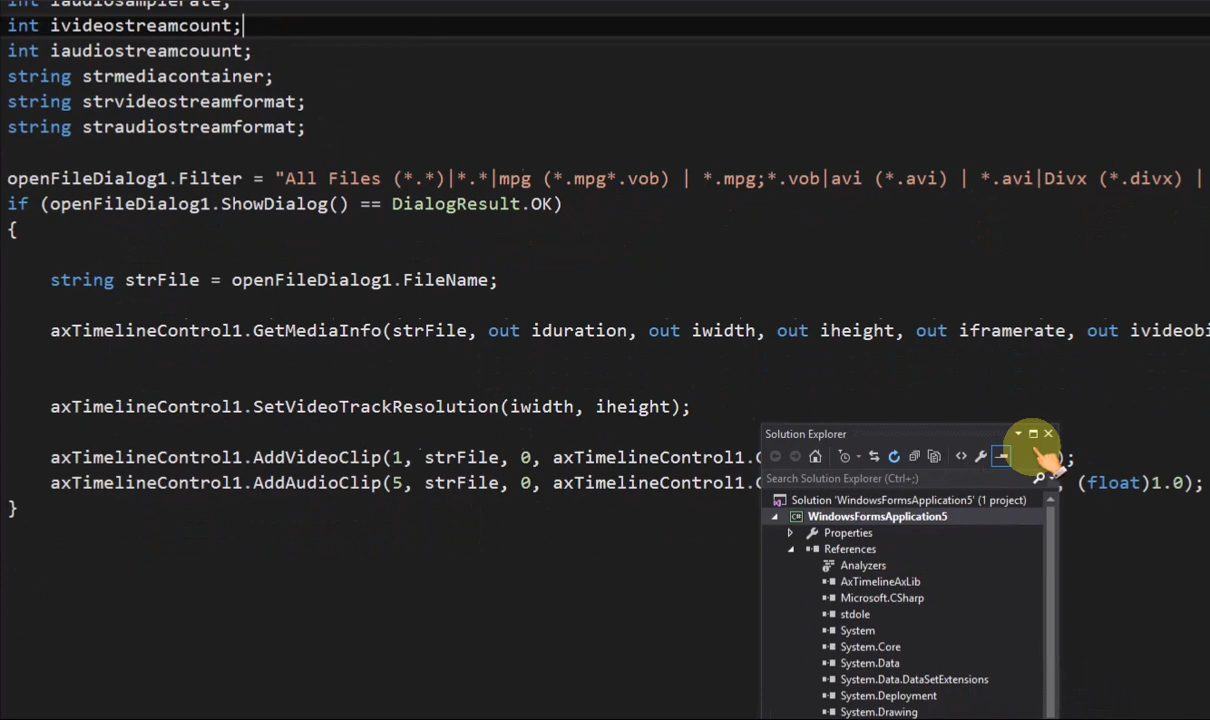 int iaudiosamplerate;
int ivideostreamcount;
int iaudiostreamcouunt;
string strmediacontainer;
string strvideostreamformat;
string straudiostreamformat;
openFileDialog1.Filter = "All Files (*.*)|*.*|mpg (*.mpg*.vob) | *.mpg;*.vob|avi (*.avi) | *.avi|Divx (*.divx) |
if (openFileDialog1.ShowDialog() == DialogResult.OK)
{
string strFile = openFileDialog1.FileName;
axTimelineControl1.GetMediaInfo(strFile, out iduration, out iwidth, out iheight, out iframerate, out ivideobi
axTimelineControl1.SetVideoTrackResolution(iwidth, iheight);
axTimelineControl1.AddVideoClip(1, strFile, 0, axTimelineControl1. );
axTimelineControl1.AddAudioClip(5, strFile, 0, axTimelineControl1. , (float)1.0);
}
Solution Explorer
Search Solution Explorer (Ctrl+;)
Solution 'WindowsFormsApplication5' (1 project)
C# WindowsFormsApplication5
Properties
References
Analyzers
AxTimelineAxLib
Microsoft.CSharp
stdole
System
System.Core
System.Data
System.Data.DataSetExtensions
System.Deployment
System.Drawing